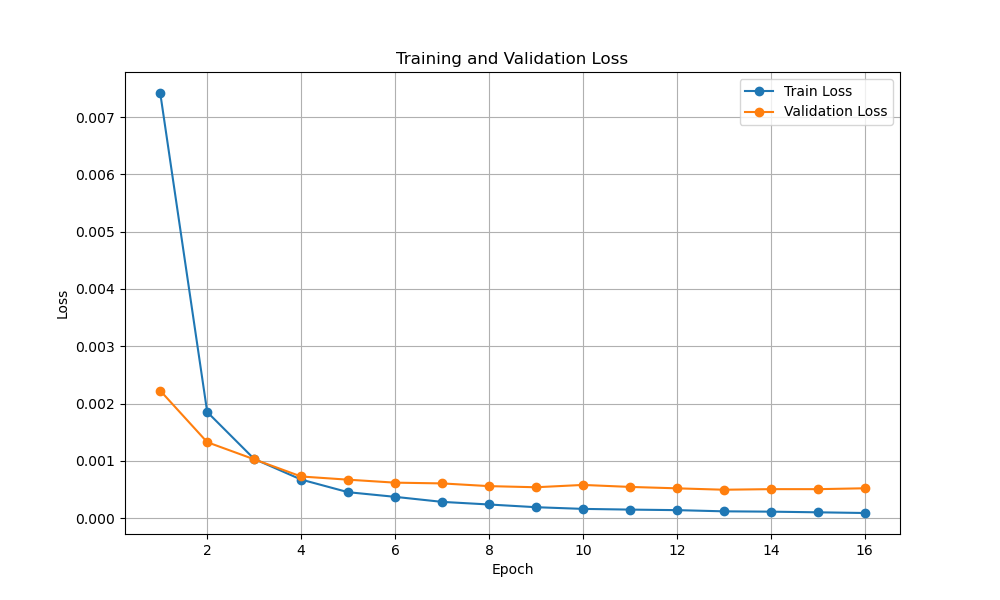 Training and Validation Loss
Train Loss
Validation Loss
0.007
0.006
0.005
0.004
0.003
0.002
0.001
0.000
Loss
2 4 6 8 10 12 14 16
Epoch